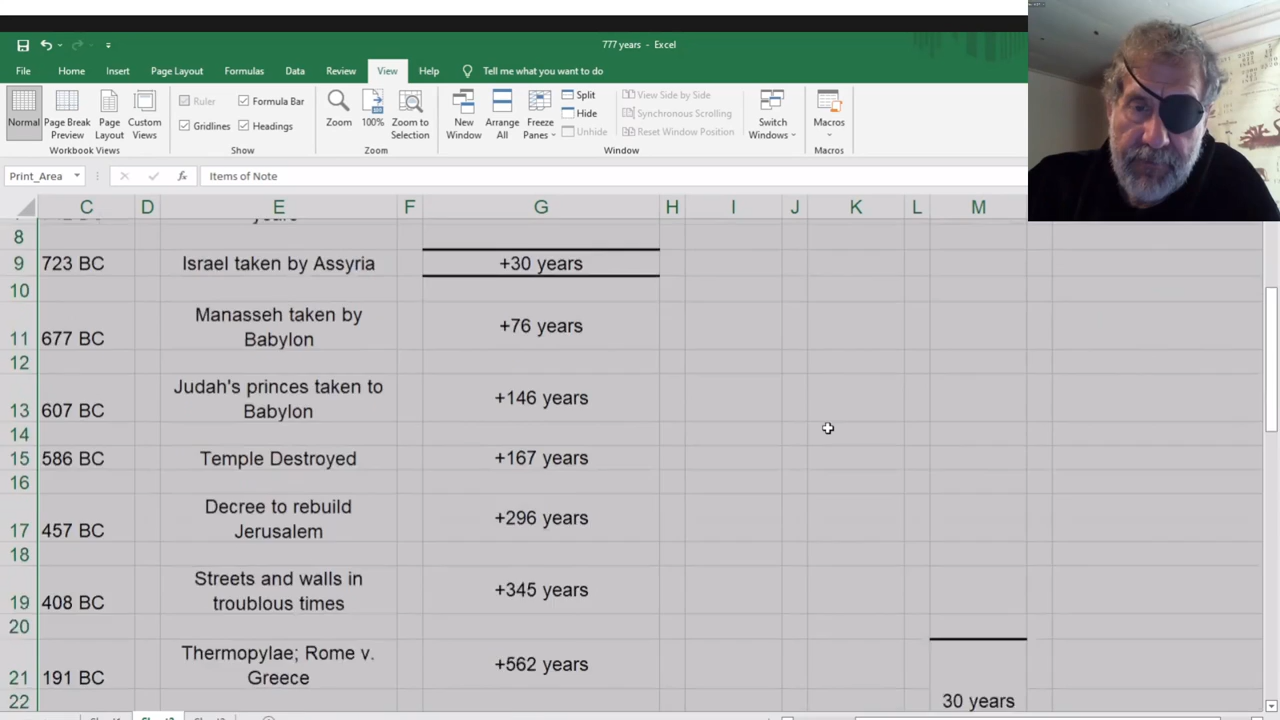 777 years - Excel
File Home Insert Page Layout Formulas Data Review View Help Tell me what you want to do
Normal
Page Break
Preview
Page
Layout
Custom
Views
Ruler
Formula Bar
Gridlines
Headings
Zoom
100%
Zoom to
Selection
New
Window
Arrange
All
Freeze
Panes
Split
Hide
Unhide
View Side by Side
Synchronous Scrolling
Reset Window Position
Switch
Windows
Macros
Workbook Views
Show
Zoom
Window
Macros
Print_Area
fx
Items of Note
C D E F G H I J K L M
8
9 723 BC Israel taken by Assyria +30 years
10
11 677 BC
Manasseh taken by
Babylon
+76 years
12
13 607 BC
Judah's princes taken to
Babylon
+146 years
14
15 586 BC Temple Destroyed +167 years
16
17 457 BC
Decree to rebuild
Jerusalem
+296 years
18
19 408 BC
Streets and walls in
troublous times
+345 years
20
21 191 BC
Thermopylae; Rome v.
Greece
+562 years
22 30 years